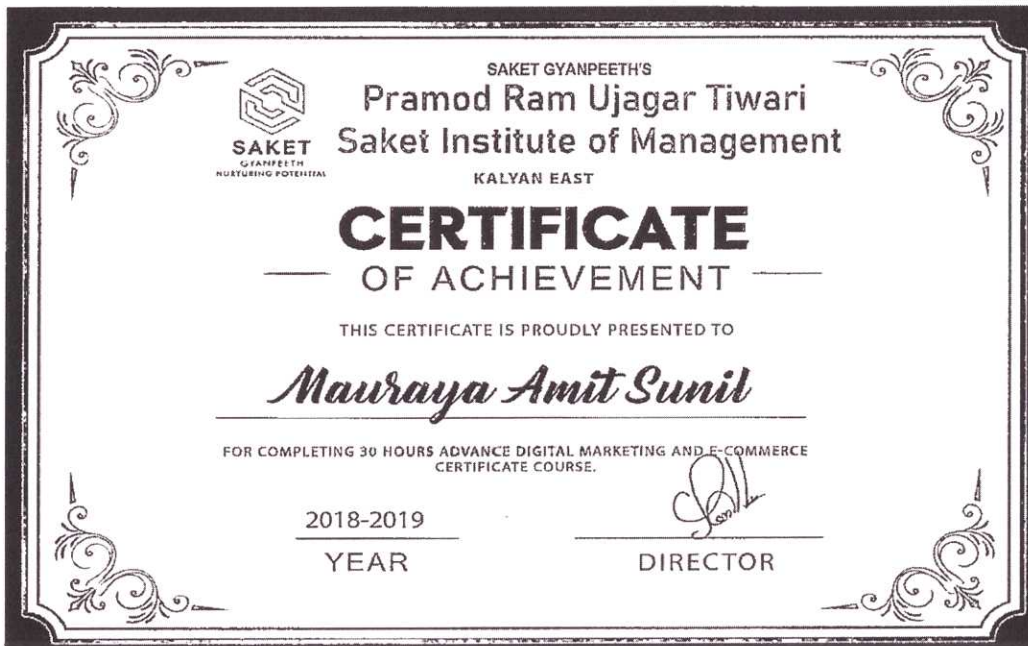 SAKET GYANPEETH'S
Pramod Ram Ujagar Tiwari
Saket Institute of Management
KALYAN EAST
SAKET
GYANPEETH
NURTURING POTENTIAL
CERTIFICATE
OF ACHIEVEMENT
THIS CERTIFICATE IS PROUDLY PRESENTED TO
Mauraya Amit Sunil
FOR COMPLETING 30 HOURS ADVANCE DIGITAL MARKETING AND E-COMMERCE
CERTIFICATE COURSE.
2018-2019
YEAR
DIRECTOR